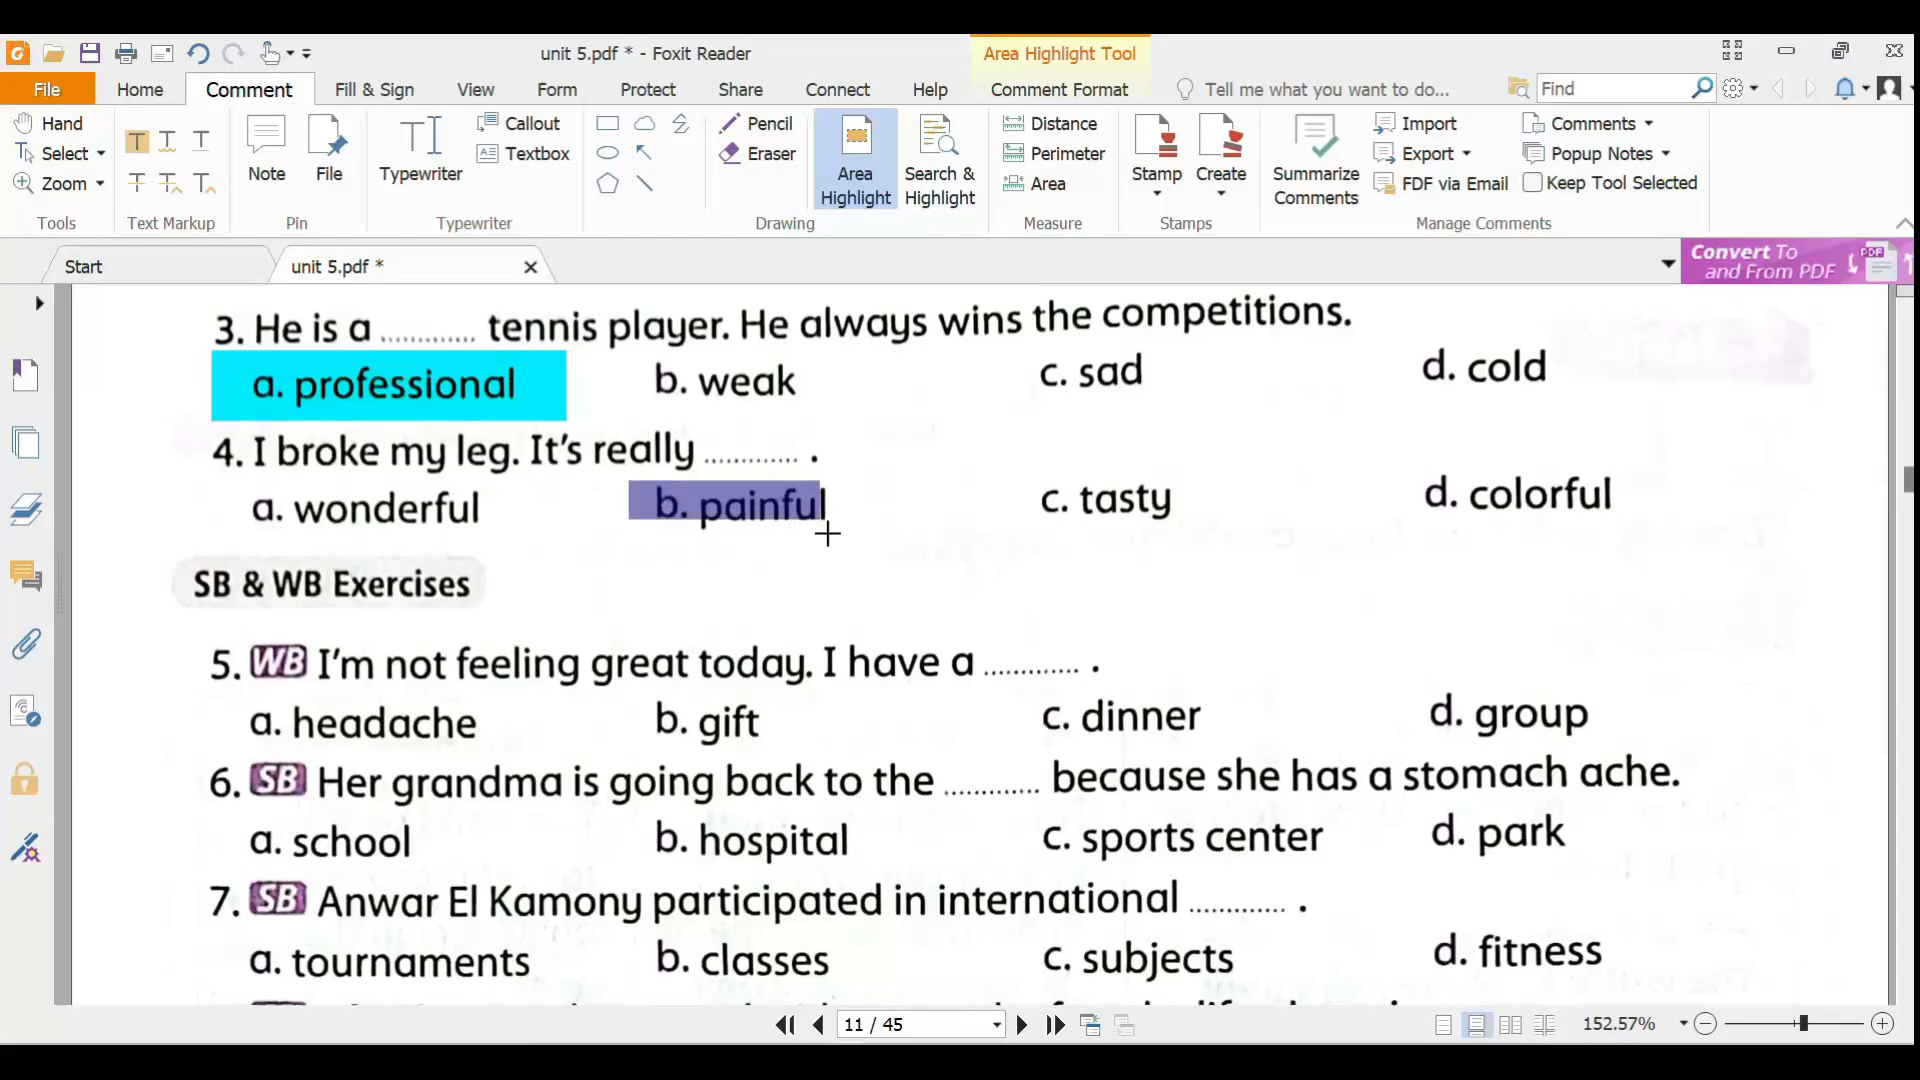 unit 5.pdf * - Foxit Reader
Area Highlight Tool
File Home Comment Fill & Sign View Form Protect Share Connect Help Comment Format Tell me what you want to do... Find
Hand
Select
Zoom
Tools
Text Markup
Note
File
Pin
Typewriter
Callout
Textbox
Typewriter
Pencil
Eraser
Area Highlight
Search & Highlight
Drawing
Distance
Perimeter
Area
Measure
Stamp
Create
Stamps
Summarize Comments
Import
Export
FDF via Email
Comments
Popup Notes
Keep Tool Selected
Manage Comments
Start
unit 5.pdf *
Convert To
and From PDF
PDF
3. He is a ............ tennis player. He always wins the competitions.
a. professional b. weak c. sad d. cold
4. I broke my leg. It's really ............ .
a. wonderful b. painful c. tasty d. colorful
SB & WB Exercises
5. WB I'm not feeling great today. I have a ............ .
a. headache b. gift c. dinner d. group
6. SB Her grandma is going back to the ............ because she has a stomach ache.
a. school b. hospital c. sports center d. park
7. SB Anwar El Kamony participated in international ............ .
a. tournaments b. classes c. subjects d. fitness
11 / 45
152.57%